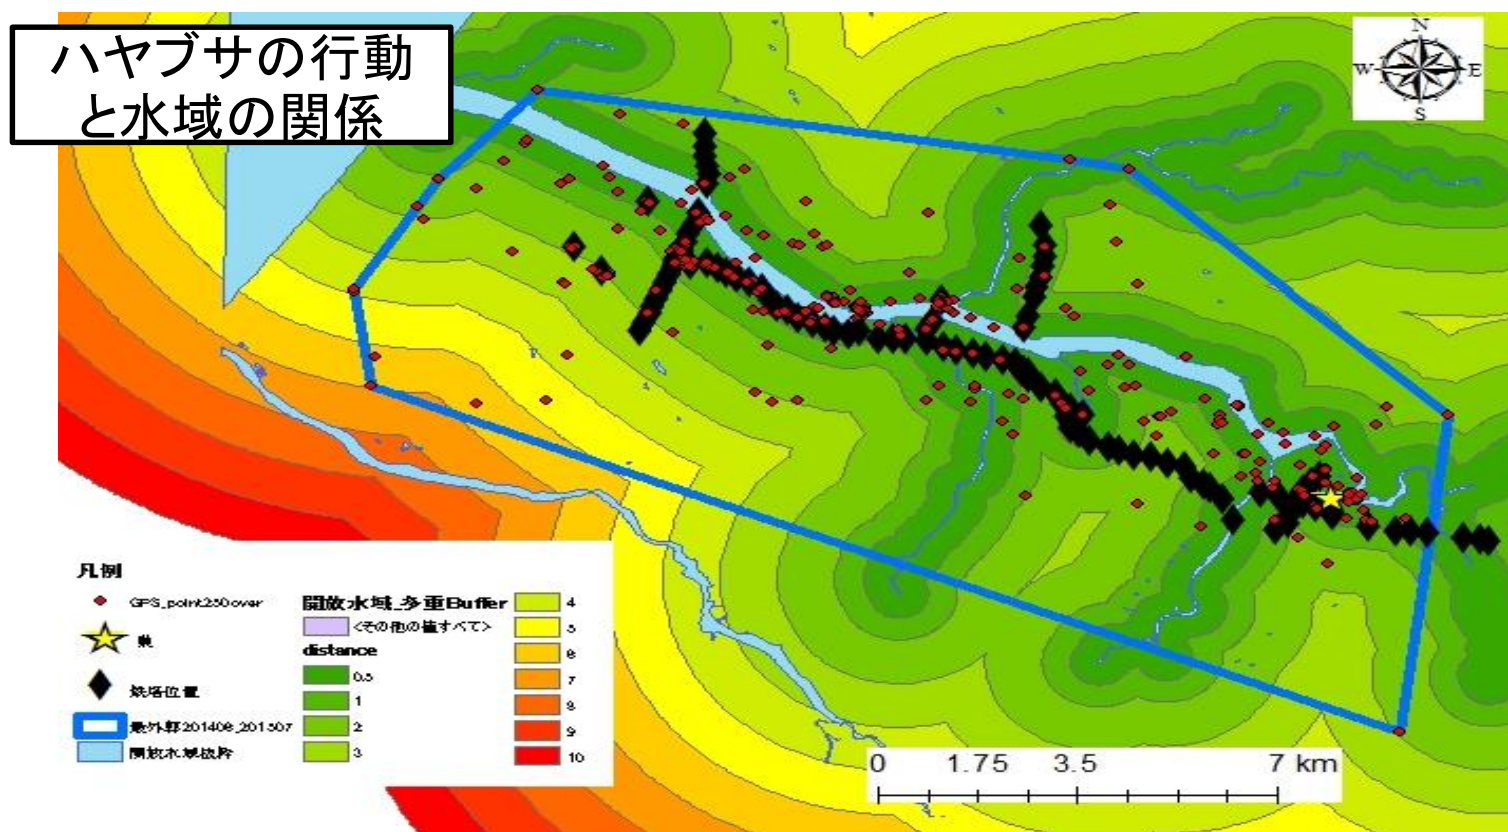 ハヤブサの行動
と水域の関係
N
W E
S
凡例
GPS_point250over
巣
鉄塔位置
最外郭201406_201507
開放水域抜粋
開放水域_多重Buffer
<その他の値すべて>
distance
0.5
1
2
3
4
5
6
7
8
9
10
0 1.75 3.5 7 km